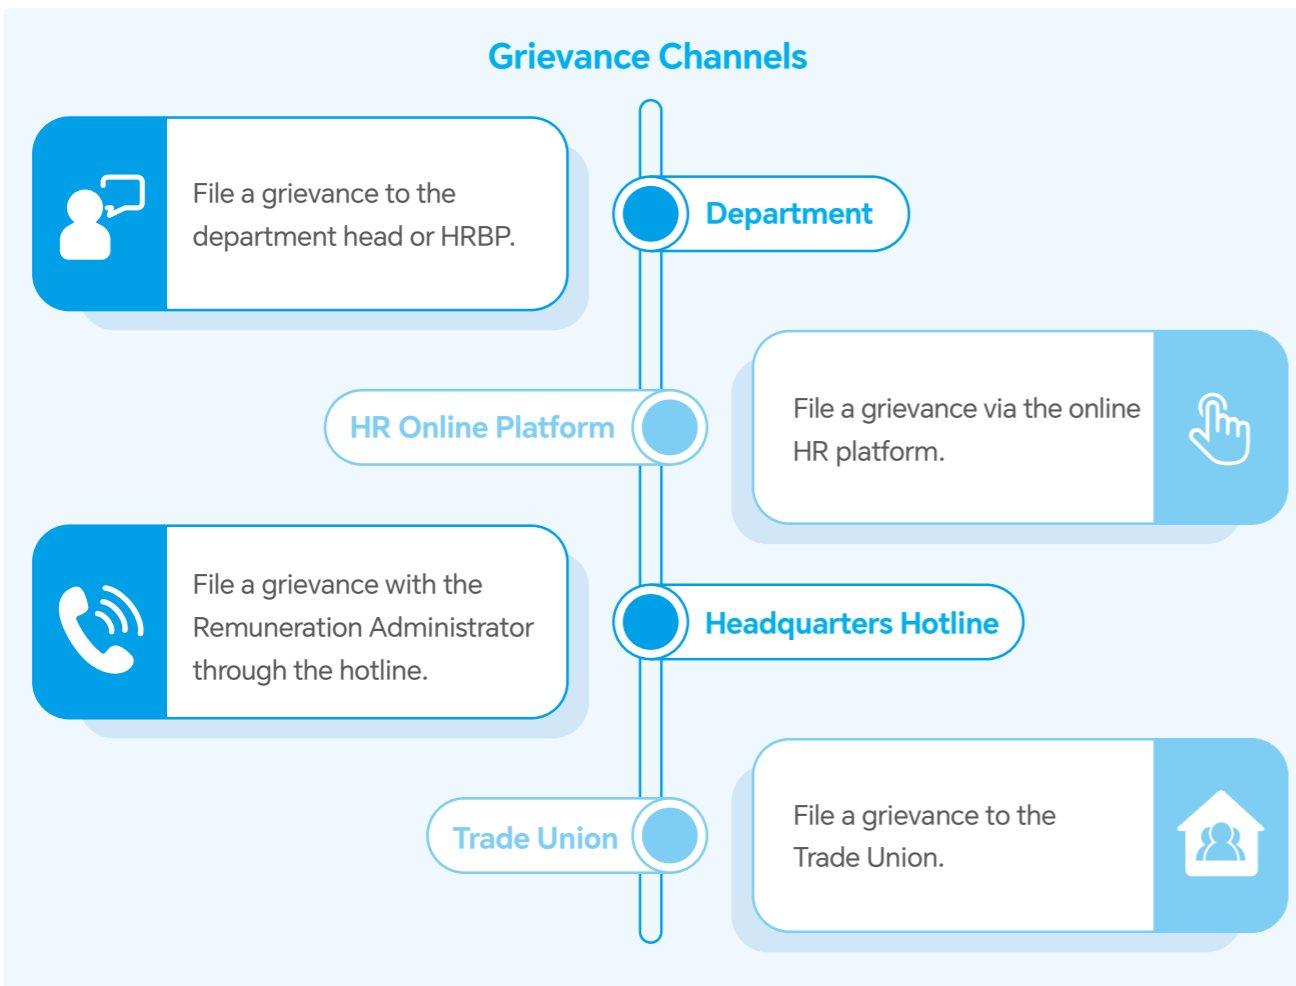 Grievance Channels
File a grievance to the
department head or HRBP.
Department
HR Online Platform
File a grievance via the online
HR platform.
File a grievance with the
Remuneration Administrator
through the hotline.
Headquarters Hotline
Trade Union
File a grievance to the
Trade Union.